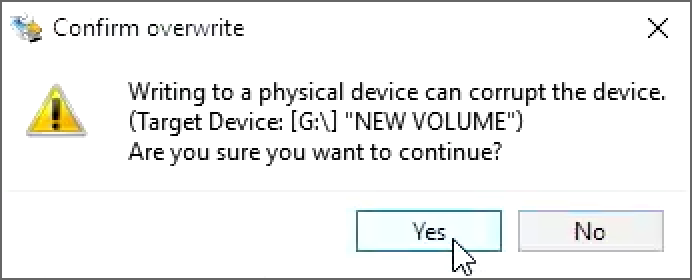 Confirm overwrite
Writing to a physical device can corrupt the device.
(Target Device: [G:\] "NEW VOLUME")
Are you sure you want to continue?
Yes
No